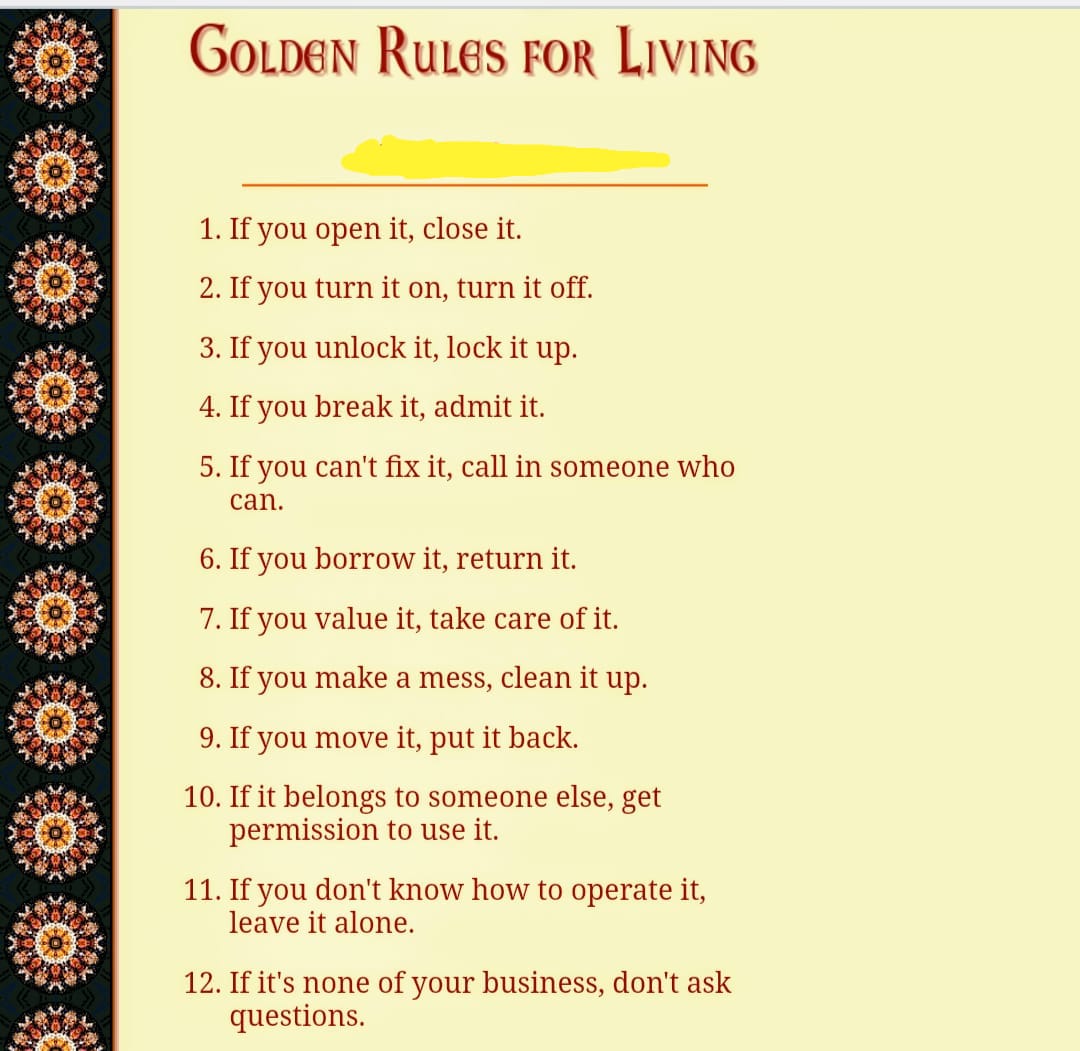 Golden Rules for Living
1. If you open it, close it.
2. If you turn it on, turn it off.
3. If you unlock it, lock it up.
4. If you break it, admit it.
5. If you can't fix it, call in someone who
can.
6. If you borrow it, return it.
7. If you value it, take care of it.
8. If you make a mess, clean it up.
9. If you move it, put it back.
10. If it belongs to someone else, get
permission to use it.
11. If you don't know how to operate it,
leave it alone.
12. If it's none of your business, don't ask
questions.